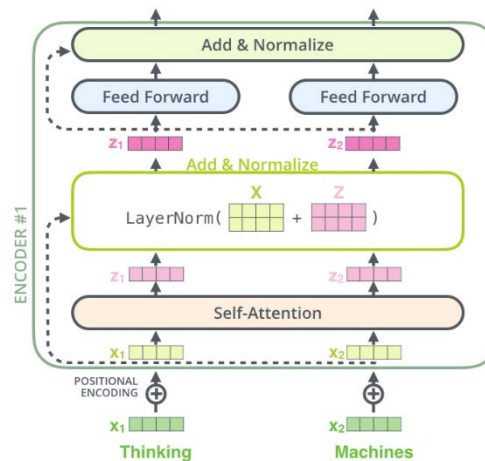 Add & Normalize
Feed Forward Feed Forward
z1 z2
Add & Normalize
X Z
LayerNorm( + )
ENCODER #1
z1 z2
Self-Attention
x1 x2
POSITIONAL
ENCODING
x1 x2
Thinking Machines